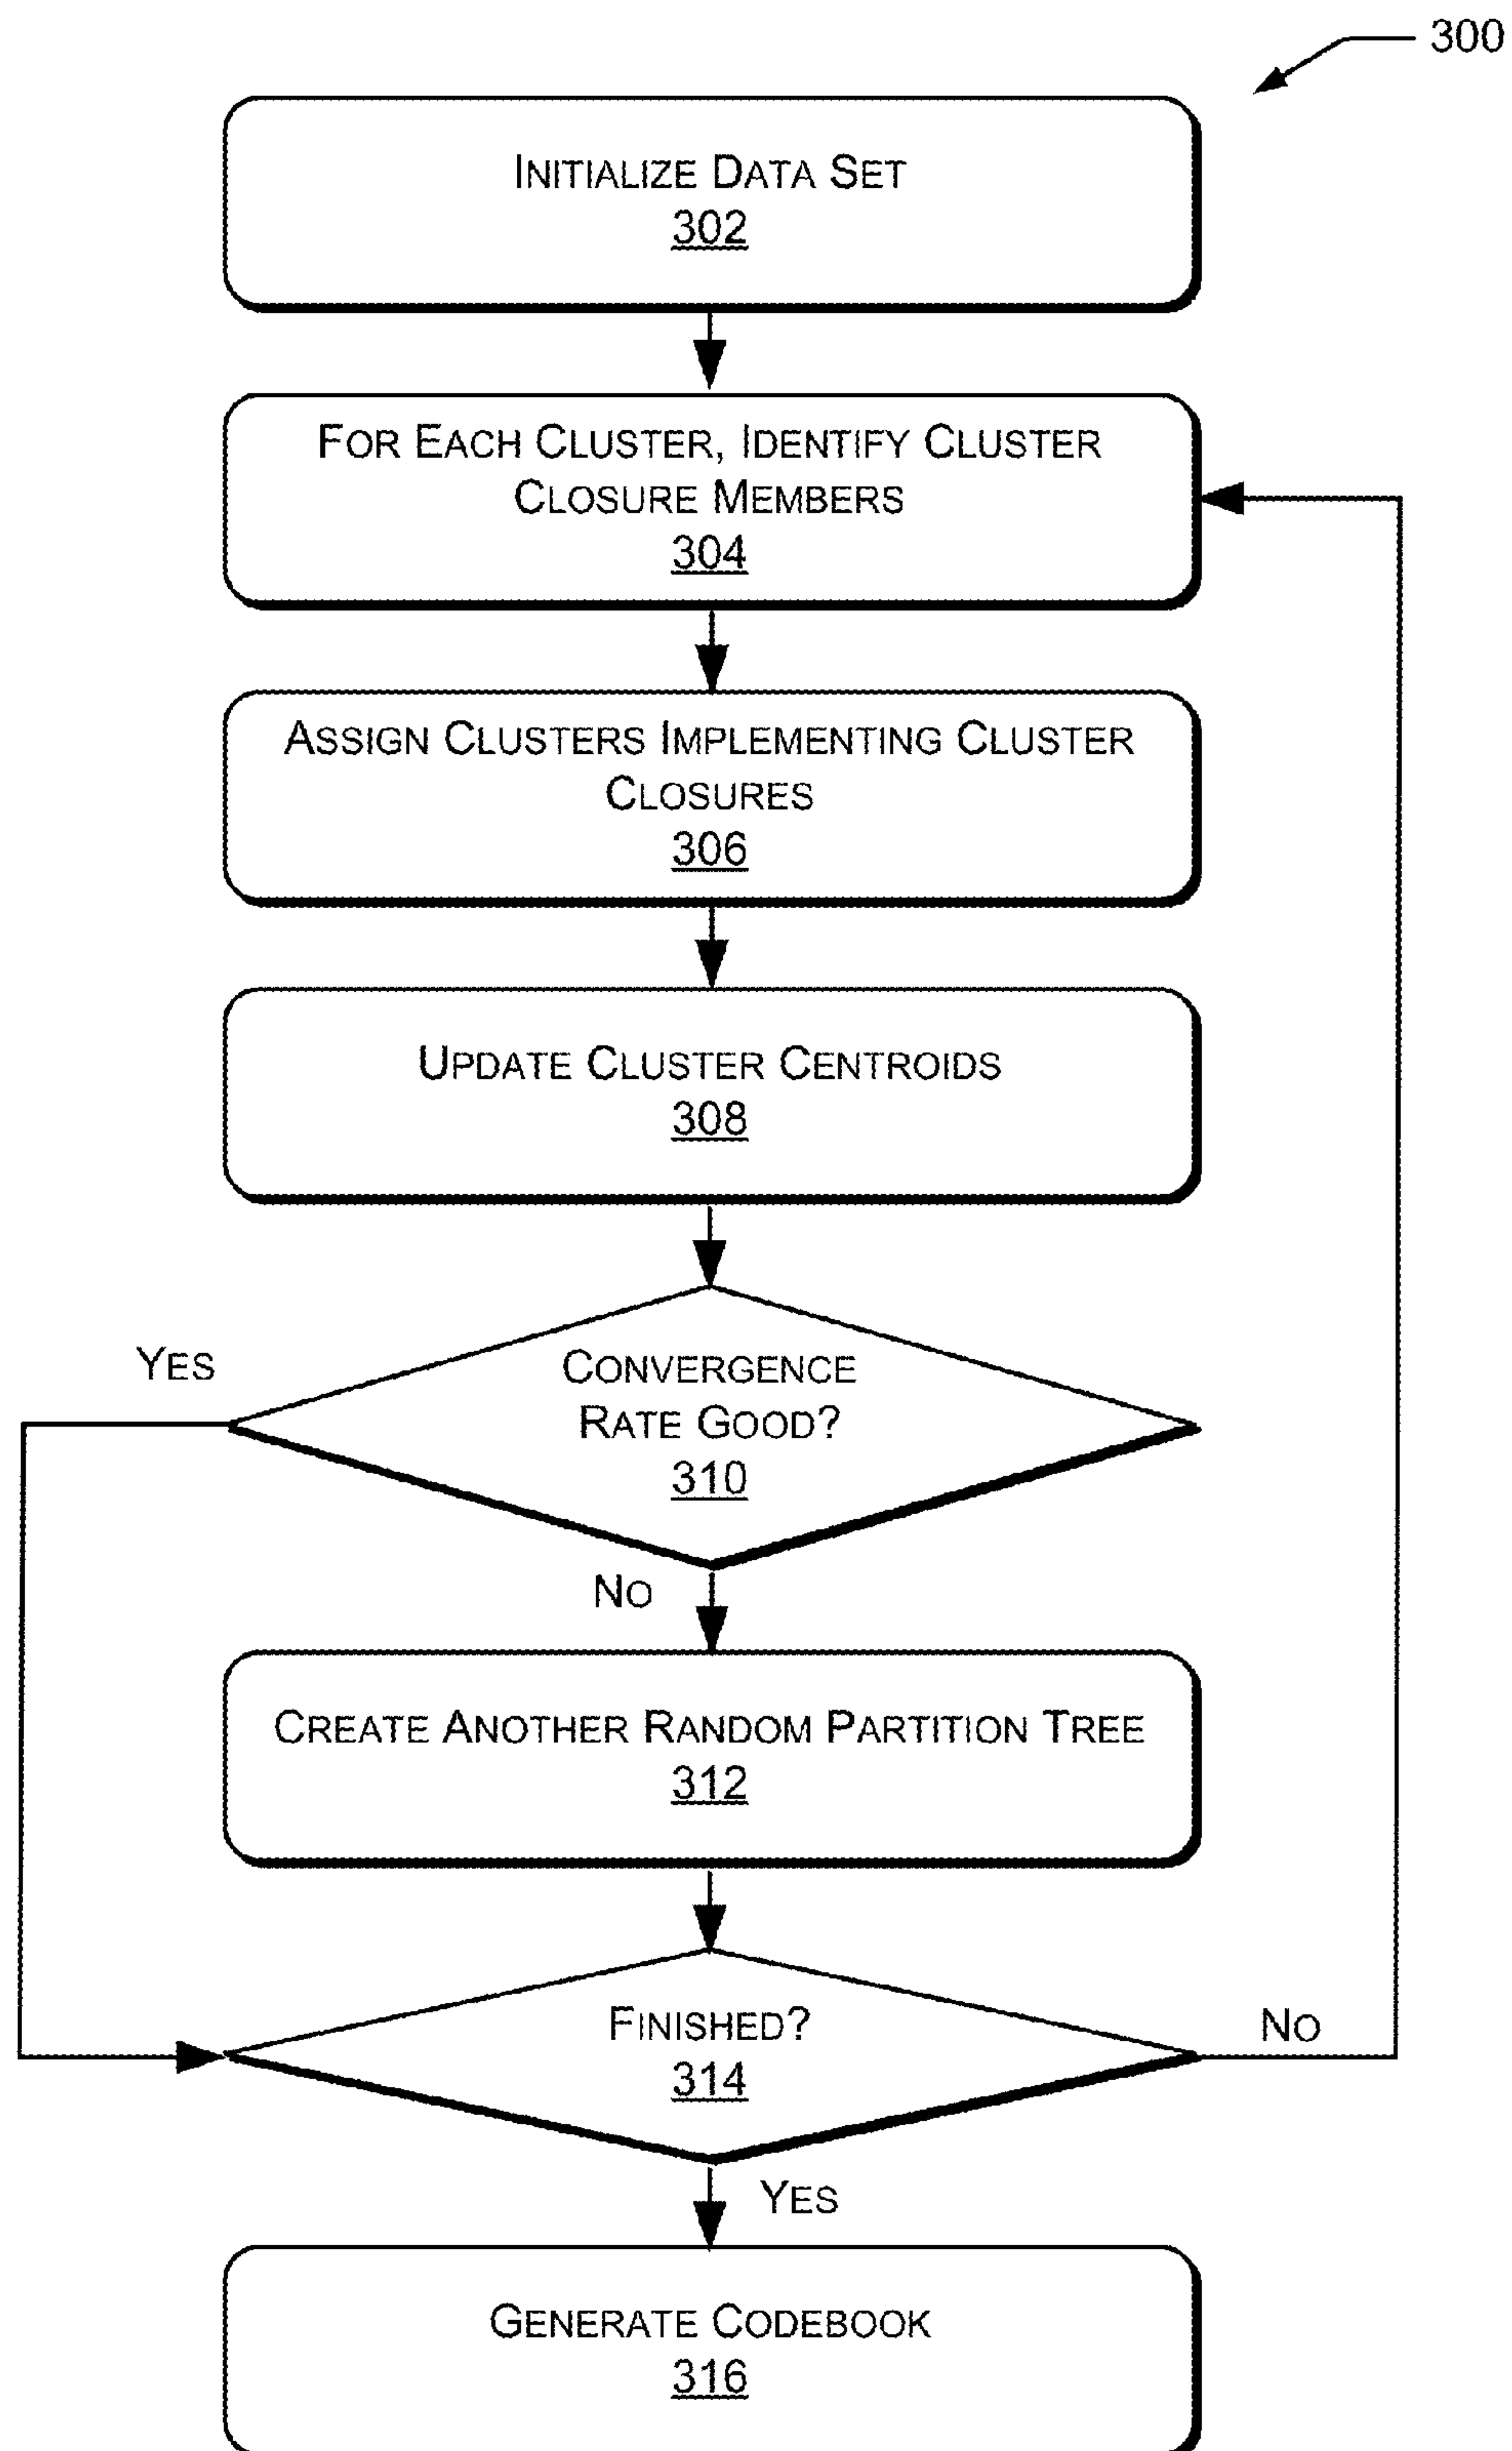 300
INITIALIZE DATA SET
302
FOR EACH CLUSTER, IDENTIFY CLUSTER
CLOSURE MEMBERS
304
ASSIGN CLUSTERS IMPLEMENTING CLUSTER
CLOSURES
306
UPDATE CLUSTER CENTROIDS
308
YES
CONVERGENCE
RATE GOOD?
310
NO
CREATE ANOTHER RANDOM PARTITION TREE
312
FINISHED?
314
NO
YES
GENERATE CODEBOOK
316